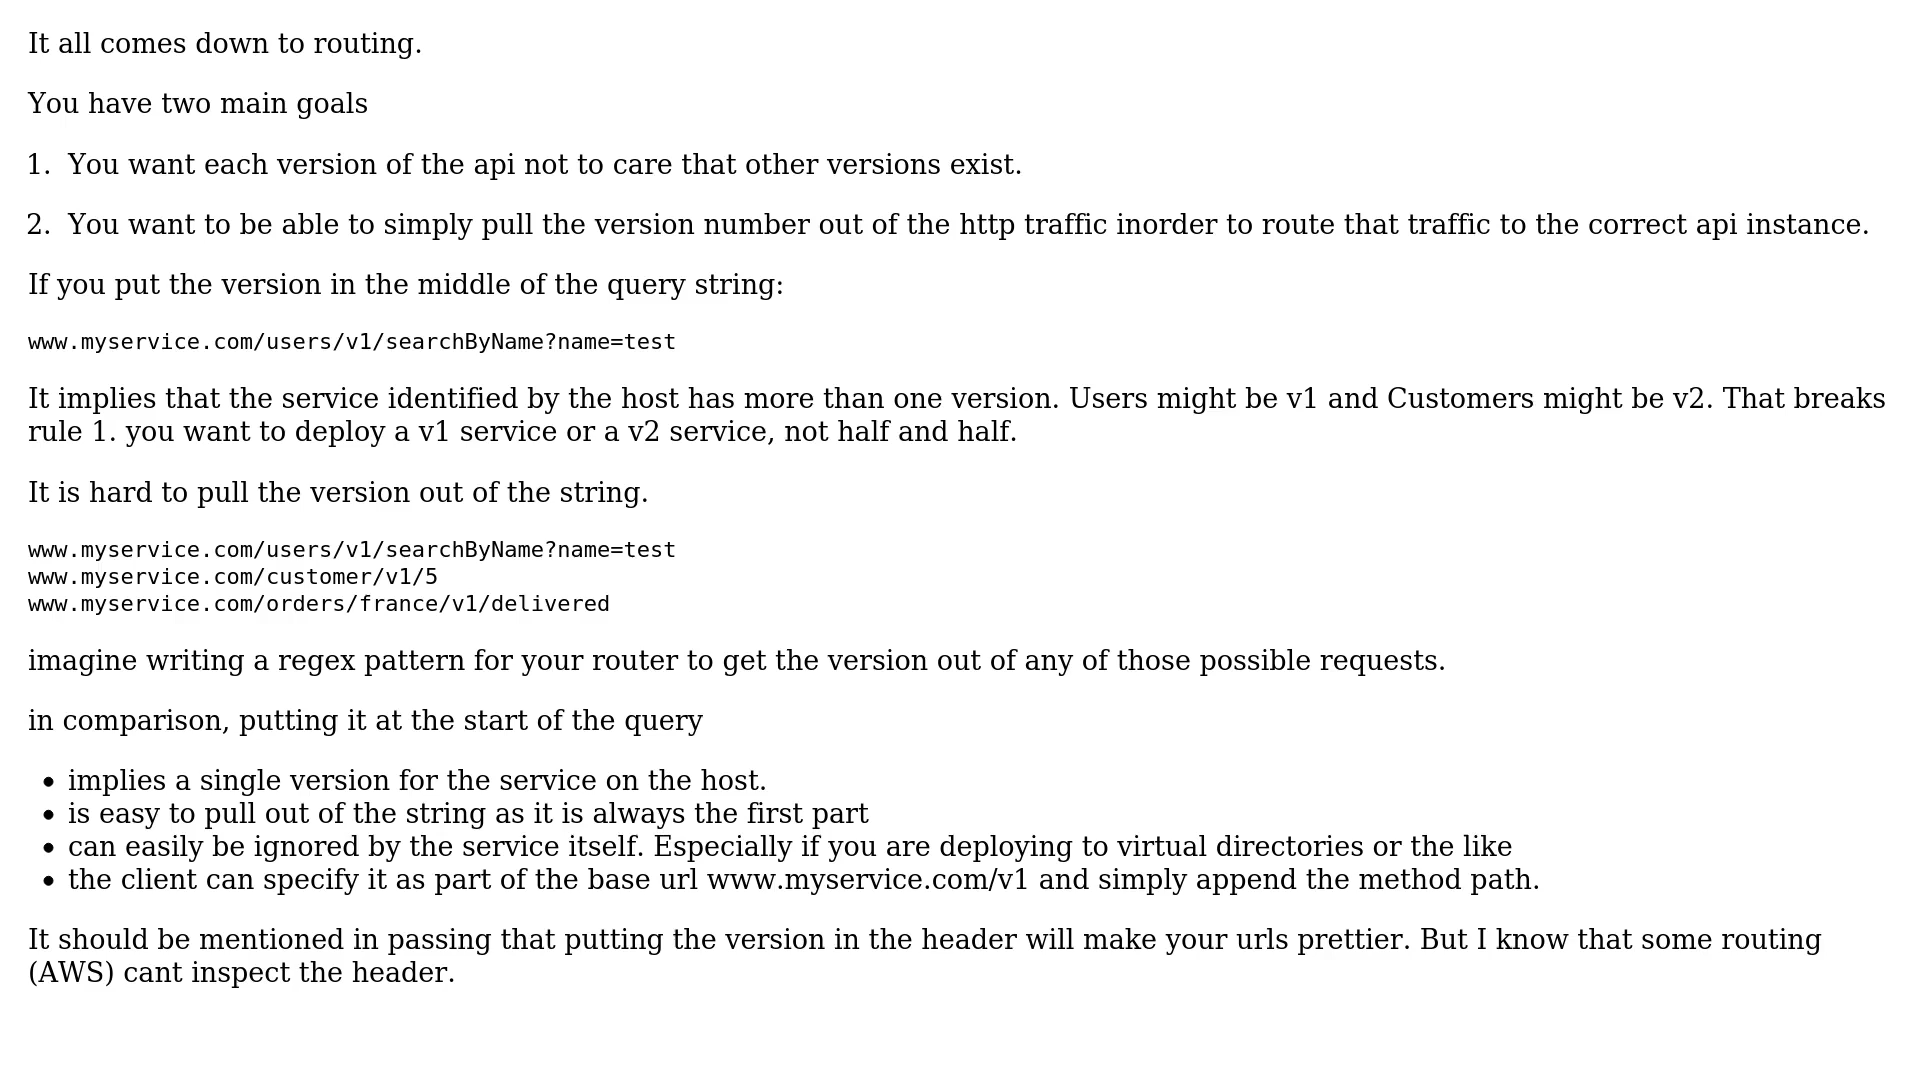 It all comes down to routing.
You have two main goals
1. You want each version of the api not to care that other versions exist.
2. You want to be able to simply pull the version number out of the http traffic inorder to route that traffic to the correct api instance.
If you put the version in the middle of the query string:
www.myservice.com/users/v1/searchByName?name=test
It implies that the service identified by the host has more than one version. Users might be v1 and Customers might be v2. That breaks
rule 1. you want to deploy a v1 service or a v2 service, not half and half.
It is hard to pull the version out of the string.
www.myservice.com/users/v1/searchByName?name=test
www.myservice.com/customer/v1/5
www.myservice.com/orders/france/v1/delivered
imagine writing a regex pattern for your router to get the version out of any of those possible requests.
in comparison, putting it at the start of the query
• implies a single version for the service on the host.
• is easy to pull out of the string as it is always the first part
• can easily be ignored by the service itself. Especially if you are deploying to virtual directories or the like
• the client can specify it as part of the base url www.myservice.com/v1 and simply append the method path.
It should be mentioned in passing that putting the version in the header will make your urls prettier. But I know that some routing
(AWS) cant inspect the header.